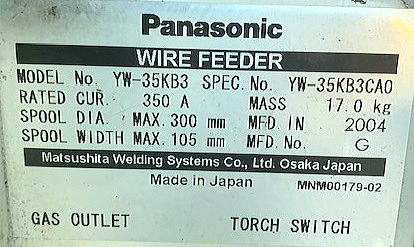 Panasonic
WIRE FEEDER
MODEL No. YW-35KB3 SPEC.No. YW-35KB3CAO
RATED CUR. 350 A MASS 17.0 kg
SPOOL DIA. MAX.300 mm MFD.IN 2004
SPOOL WIDTH MAX.105 mm MFD.No. G
Matsushita Welding Systems Co., Ltd. Osaka Japan
Made in Japan MNM00179-02
GAS OUTLET TORCH SWITCH